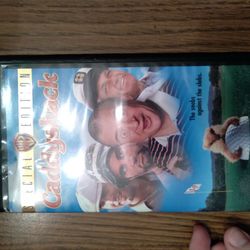 SPECIAL EDITION
Caddyshack
The snobs
against the slobs.